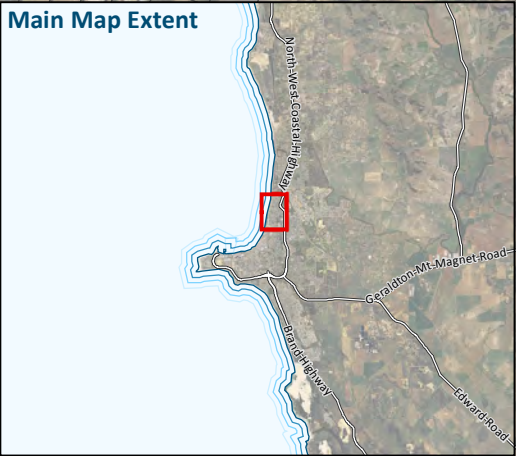 Main Map Extent
North-West-Coastal-Highway
Geraldton-Mt-Magnet-Road
Brand-Highway
Edward-Road